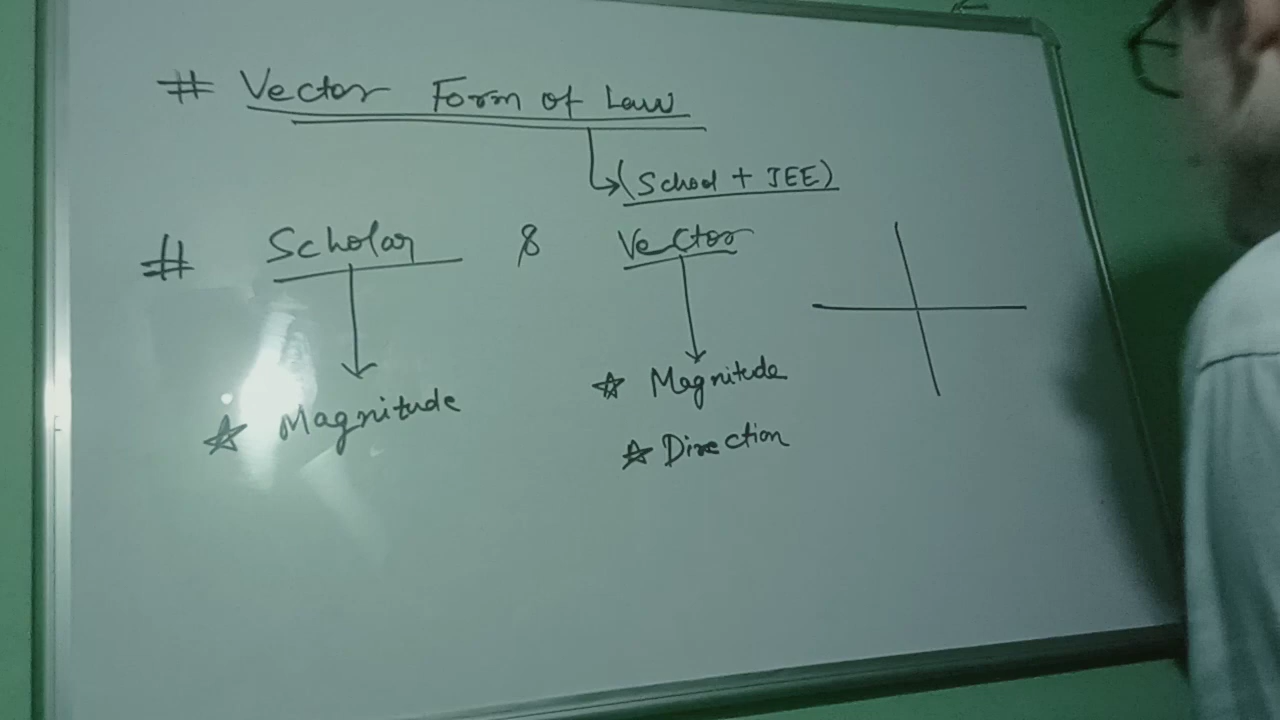 # Vector Form of Law
(School + JEE)
# Scholar & Vector
☆ Magnitude ☆ Magnitude
☆ Direction